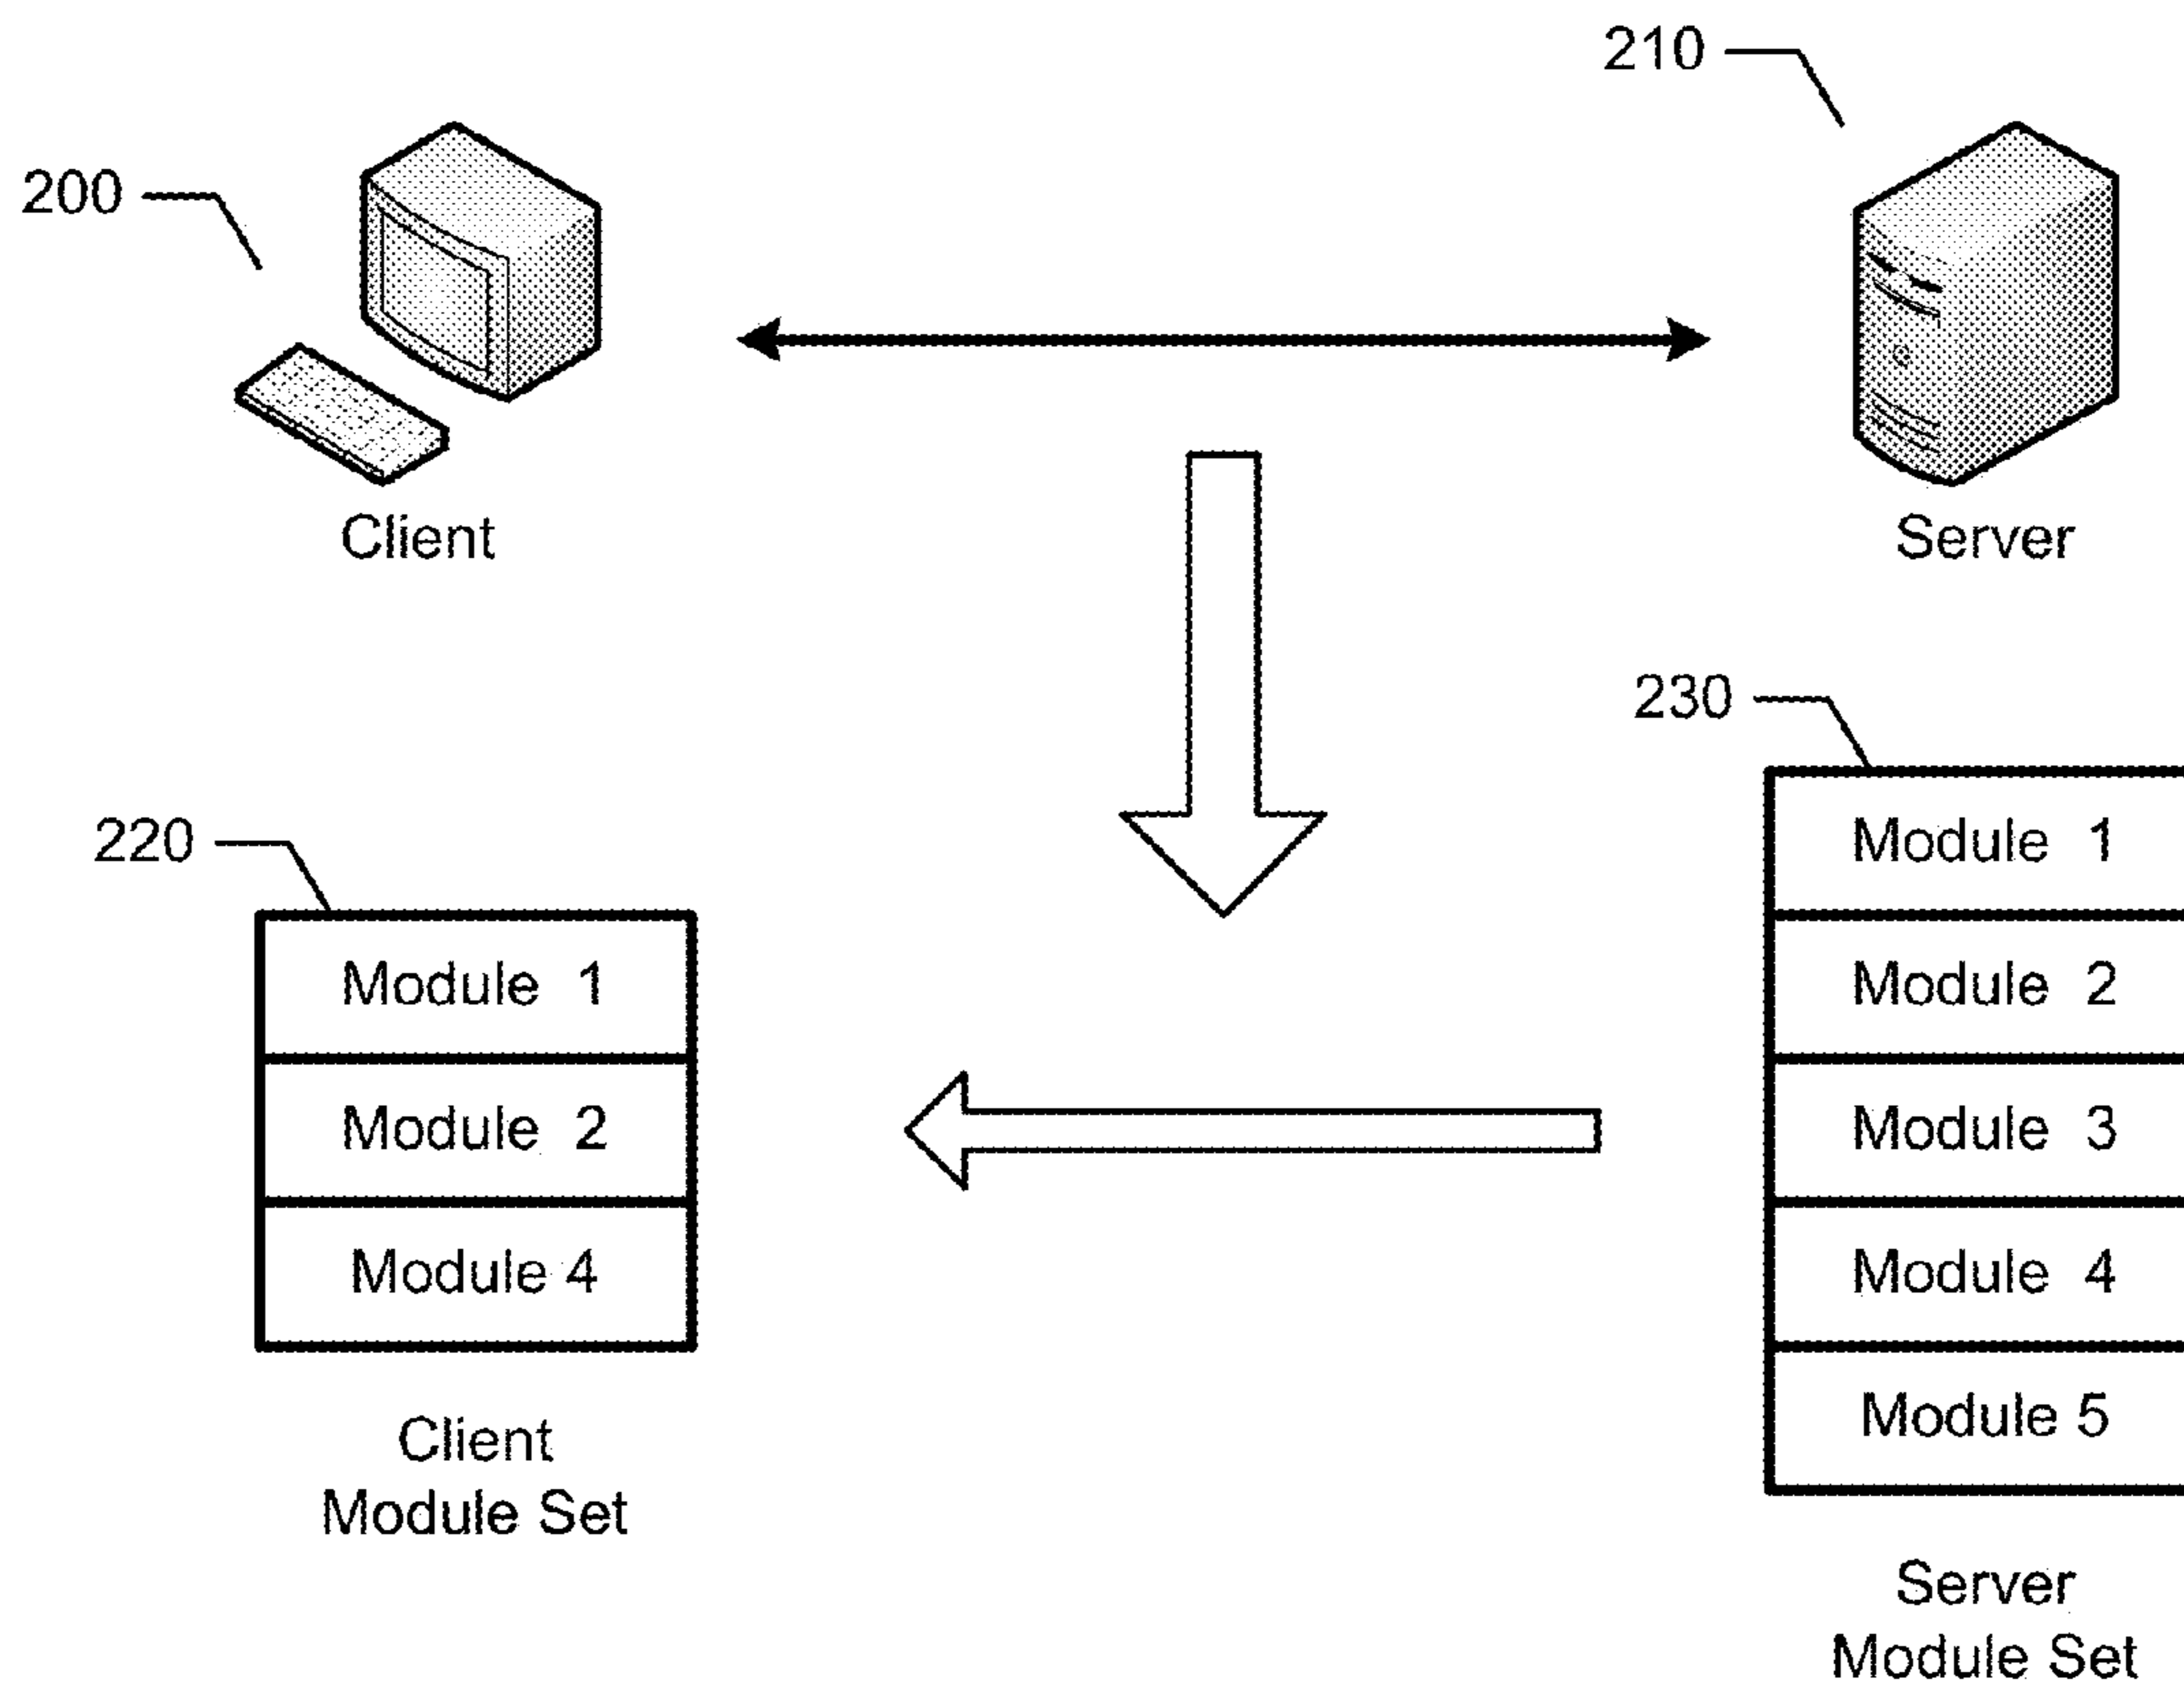 210
200
Client
Server
230
220
Module 1
Module 2
Module 4
Client
Module Set
Module 1
Module 2
Module 3
Module 4
Module 5
Server
Module Set